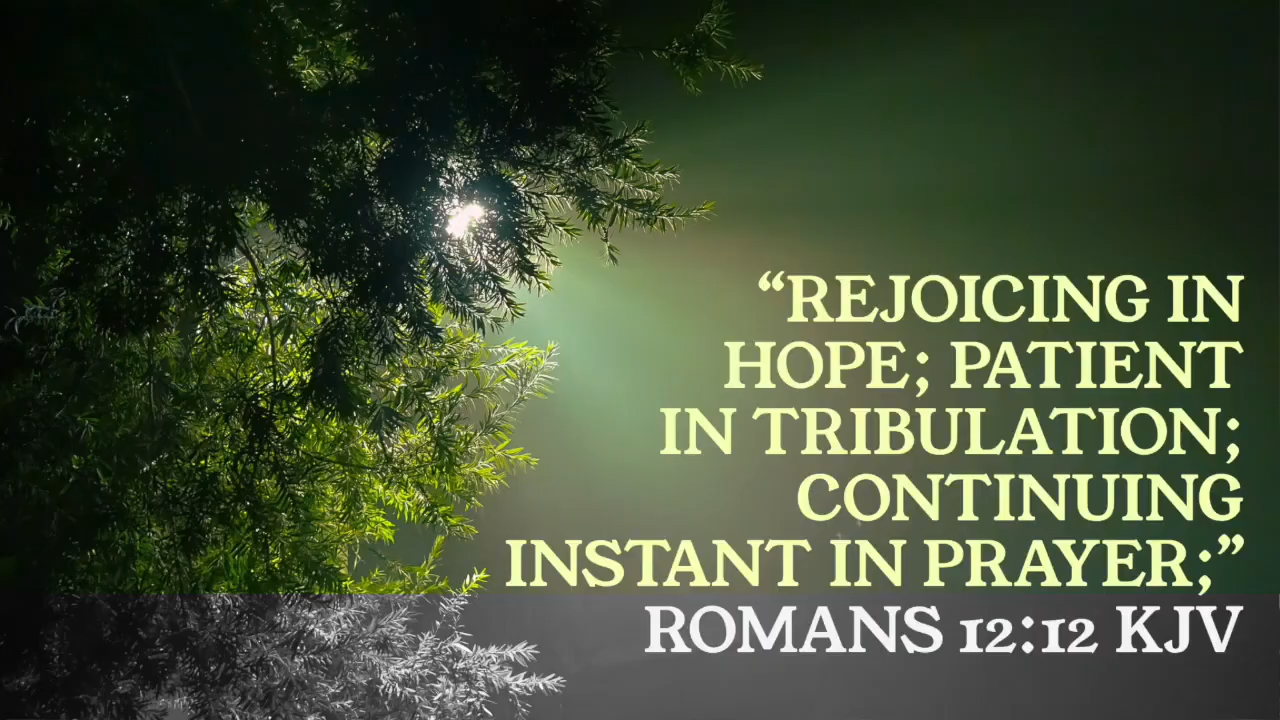 “REJOICING IN
HOPE; PATIENT
IN TRIBULATION;
CONTINUING
INSTANT IN PRAYER;”
ROMANS 12:12 KJV